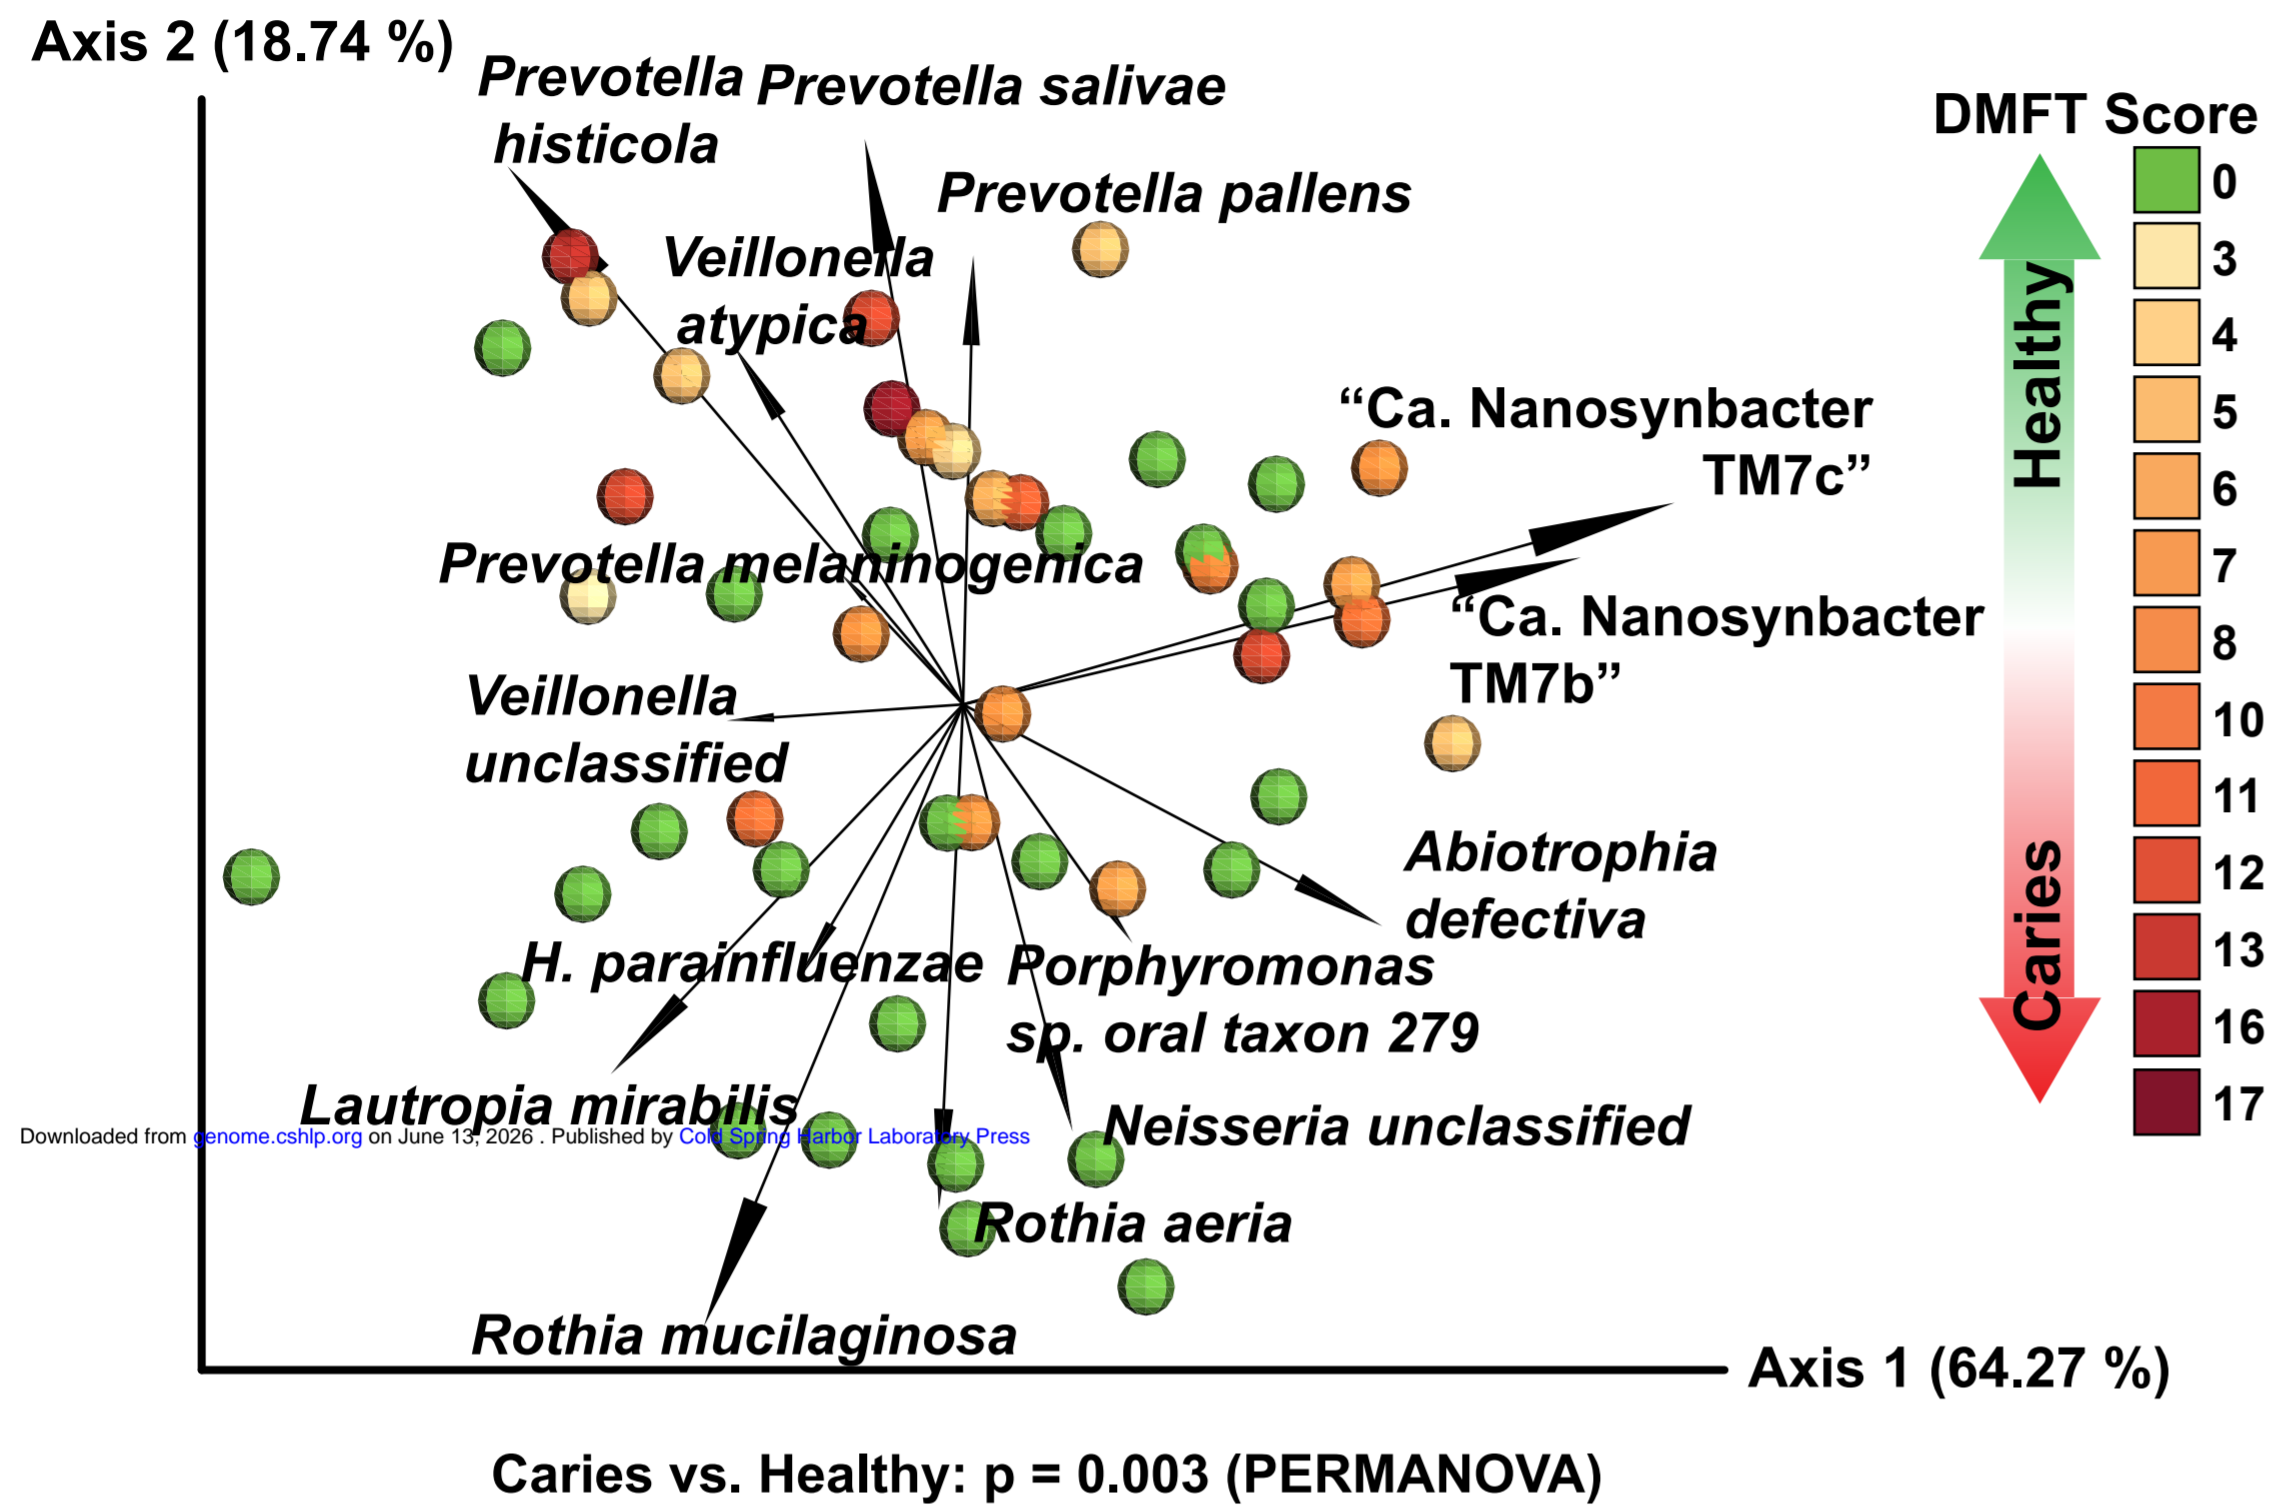 Axis 2 (18.74 %)
Prevotella
histicola
Prevotella salivae
Prevotella pallens
Veillonella
atypica
“Ca. Nanosynbacter
TM7c”
Prevotella melaninogenica
“Ca. Nanosynbacter
TM7b”
Veillonella
unclassified
Abiotrophia
defectiva
H. parainfluenzae
Porphyromonas
sp. oral taxon 279
Lautropia mirabilis
Neisseria unclassified
Downloaded from genome.cshlp.org on June 13, 2026 . Published by Cold Spring Harbor Laboratory Press
Rothia aeria
Rothia mucilaginosa
Axis 1 (64.27 %)
Caries vs. Healthy: p = 0.003 (PERMANOVA)
DMFT Score
Healthy
Caries
0
3
4
5
6
7
8
10
11
12
13
16
17